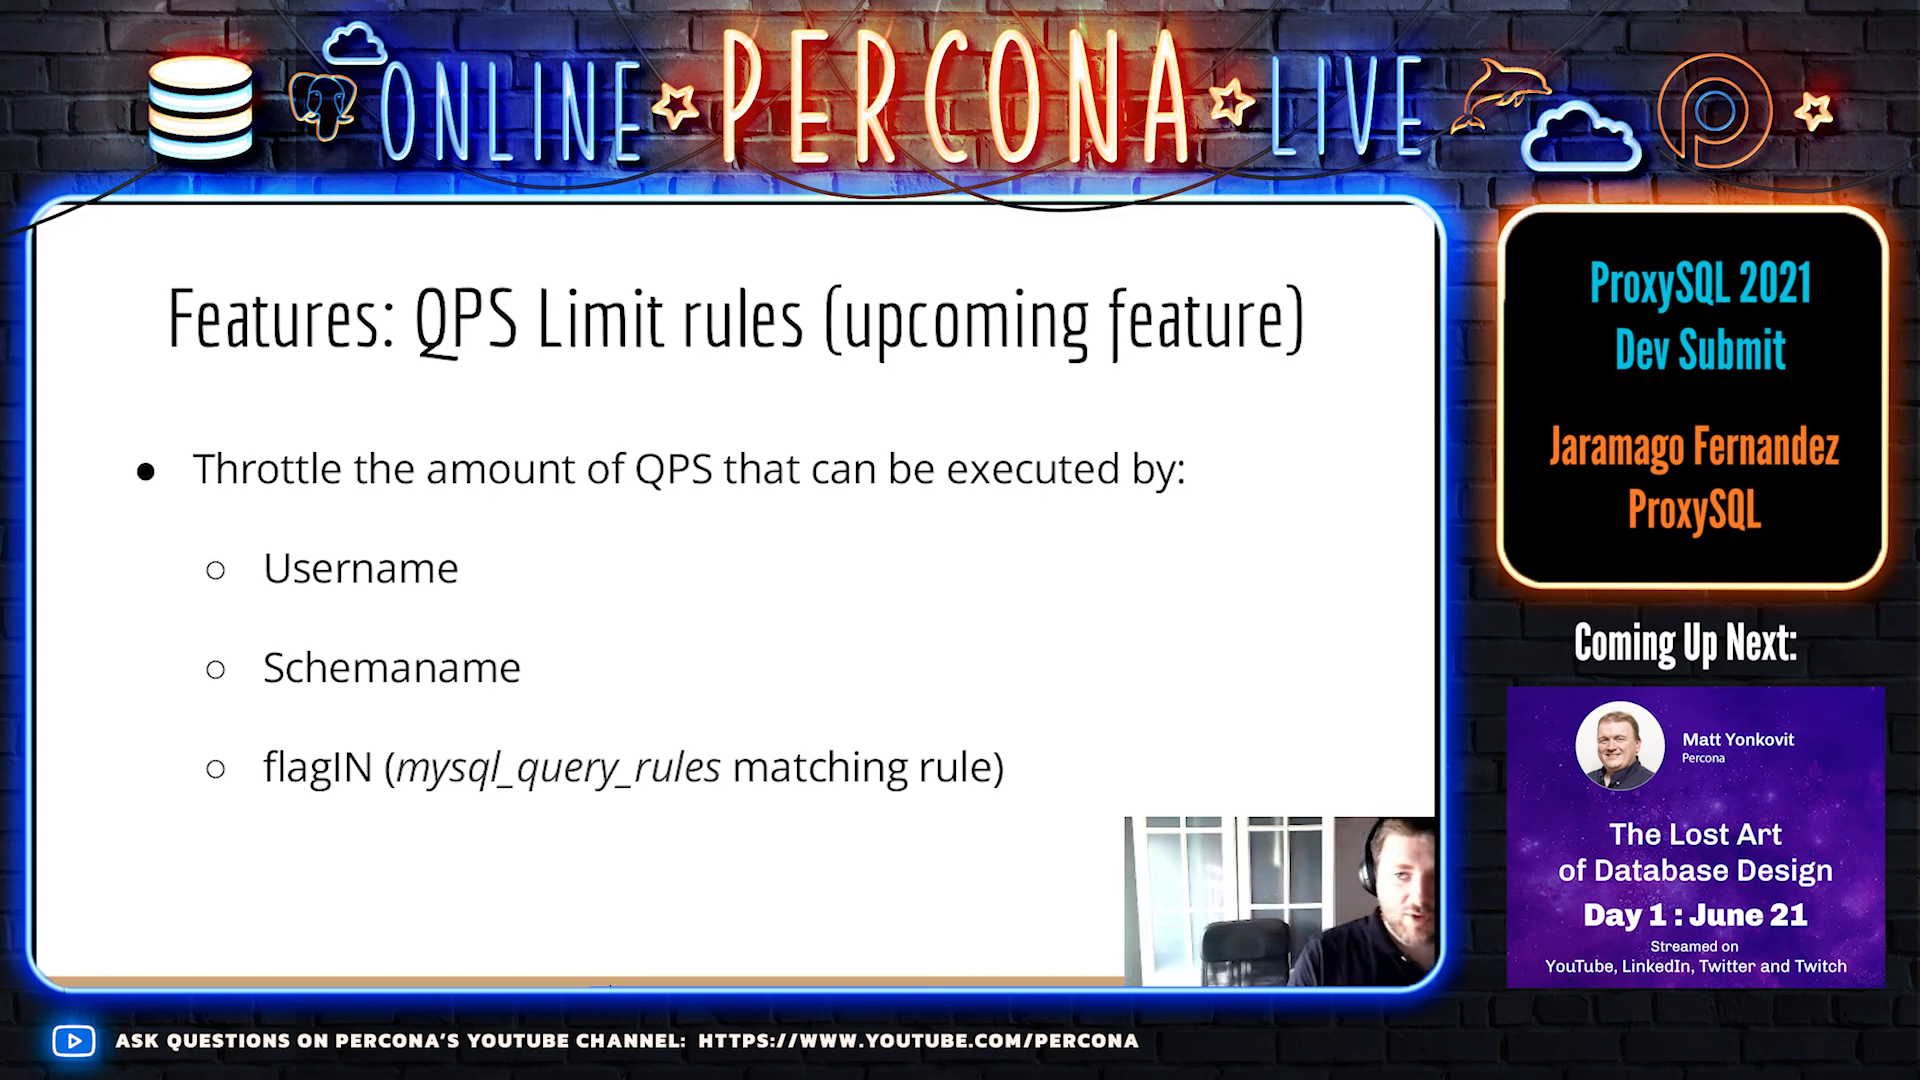 ONLINE PERCONA LIVE
Features: QPS Limit rules (upcoming feature)
● Throttle the amount of QPS that can be executed by:
○ Username
○ Schemaname
○ flagIN (mysql_query_rules matching rule)
ProxySQL 2021
Dev Submit
Jaramago Fernandez
ProxySQL
Coming Up Next:
Matt Yonkovit
Percona
The Lost Art
of Database Design
Day 1 : June 21
Streamed on
YouTube, LinkedIn, Twitter and Twitch
ASK QUESTIONS ON PERCONA'S YOUTUBE CHANNEL: HTTPS://WWW.YOUTUBE.COM/PERCONA